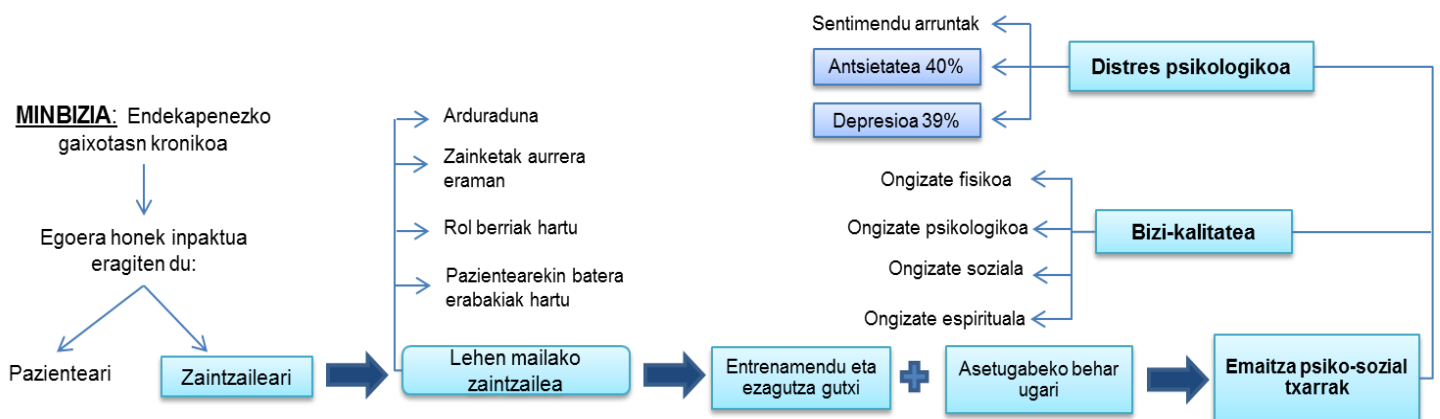 MINBIZIA: Endekapenezko
gaixotasn kronikoa
Egoera honek inpaktua
eragiten du:
Pazienteari
Zaintzaileari
Arduraduna
Zainketak aurrera
eraman
Rol berriak hartu
Pazientearekin batera
erabakiak hartu
Lehen mailako
zaintzailea
Entrenamendu eta
ezagutza gutxi
Asetugabeko behar
ugari
Emaitza psiko-sozial
txarrak
Sentimendu arruntak
Antsietatea 40%
Depresioa 39%
Distres psikologikoa
Ongizate fisikoa
Ongizate psikologikoa
Ongizate soziala
Ongizate espirituala
Bizi-kalitatea